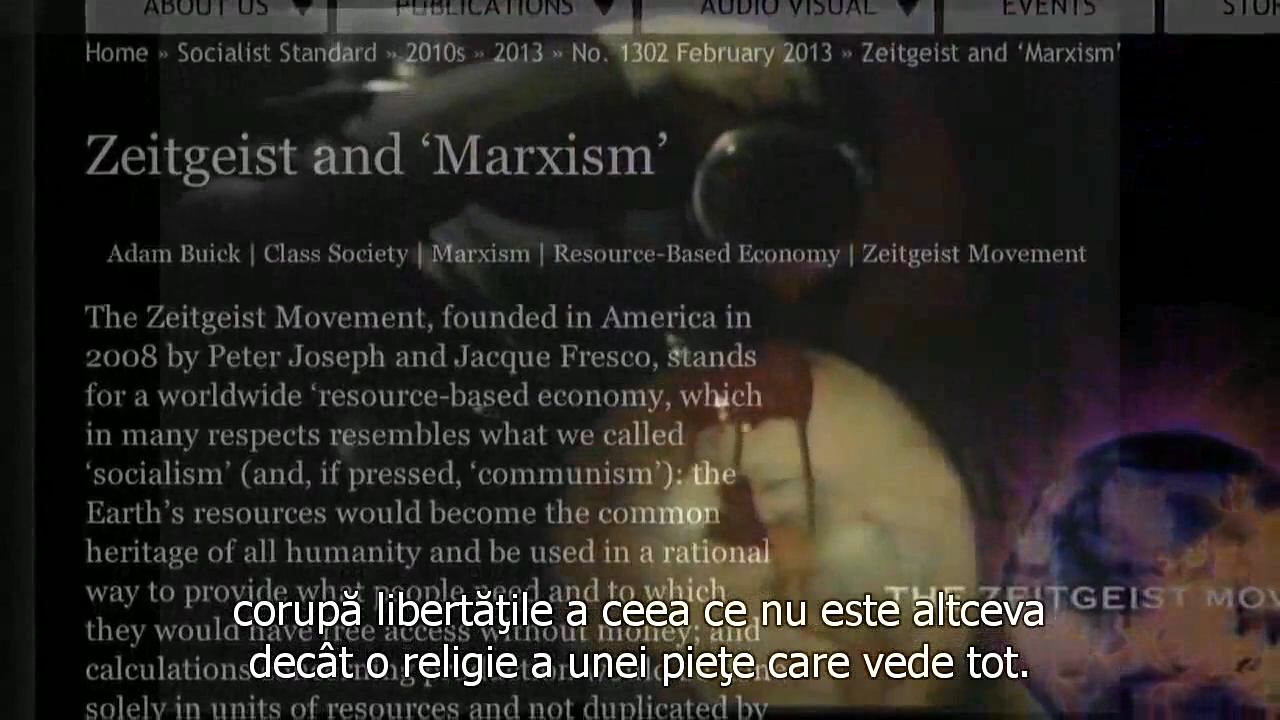 ABOUT US
PUBLICATIONS
AUDIO VISUAL
EVENTS
Home » Socialist Standard » 2010s » 2013 » No. 1302 February 2013 » Zeitgeist and ‘Marxism’
Zeitgeist and ‘Marxism’
Adam Buick | Class Society | Marxism | Resource-Based Economy | Zeitgeist Movement
The Zeitgeist Movement, founded in America in
2008 by Peter Joseph and Jacque Fresco, stands
for a worldwide ‘resource-based economy, which
in many respects resembles what we called
‘socialism’ (and, if pressed, ‘communism’): the
Earth’s resources would become the common
heritage of all humanity and be used in a rational
way to provide what people need and to which
they would have free access without money; and
calculations
solely in units of resources and not duplicated by
THE ZEITGEIST
corupă libertăţile a ceea ce nu este altceva
decât o religie a unei pieţe care vede tot.